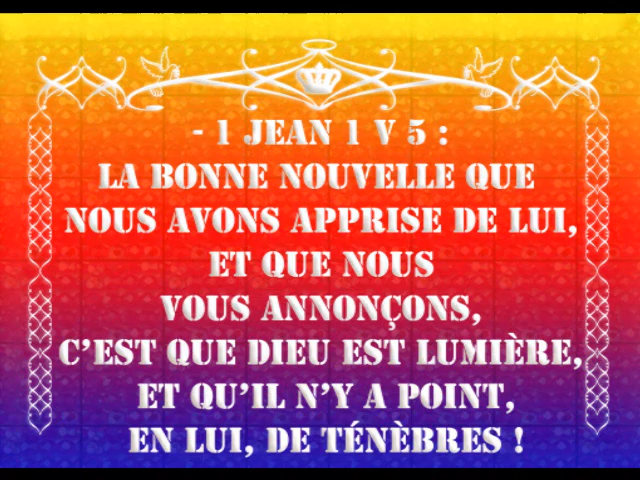 - 1 JEAN 1 V 5 :
LA BONNE NOUVELLE QUE
NOUS AVONS APPRISE DE LUI,
ET QUE NOUS
VOUS ANNONÇONS,
C'EST QUE DIEU EST LUMIÈRE,
ET QU'IL N'Y A POINT,
EN LUI, DE TÉNÈBRES !